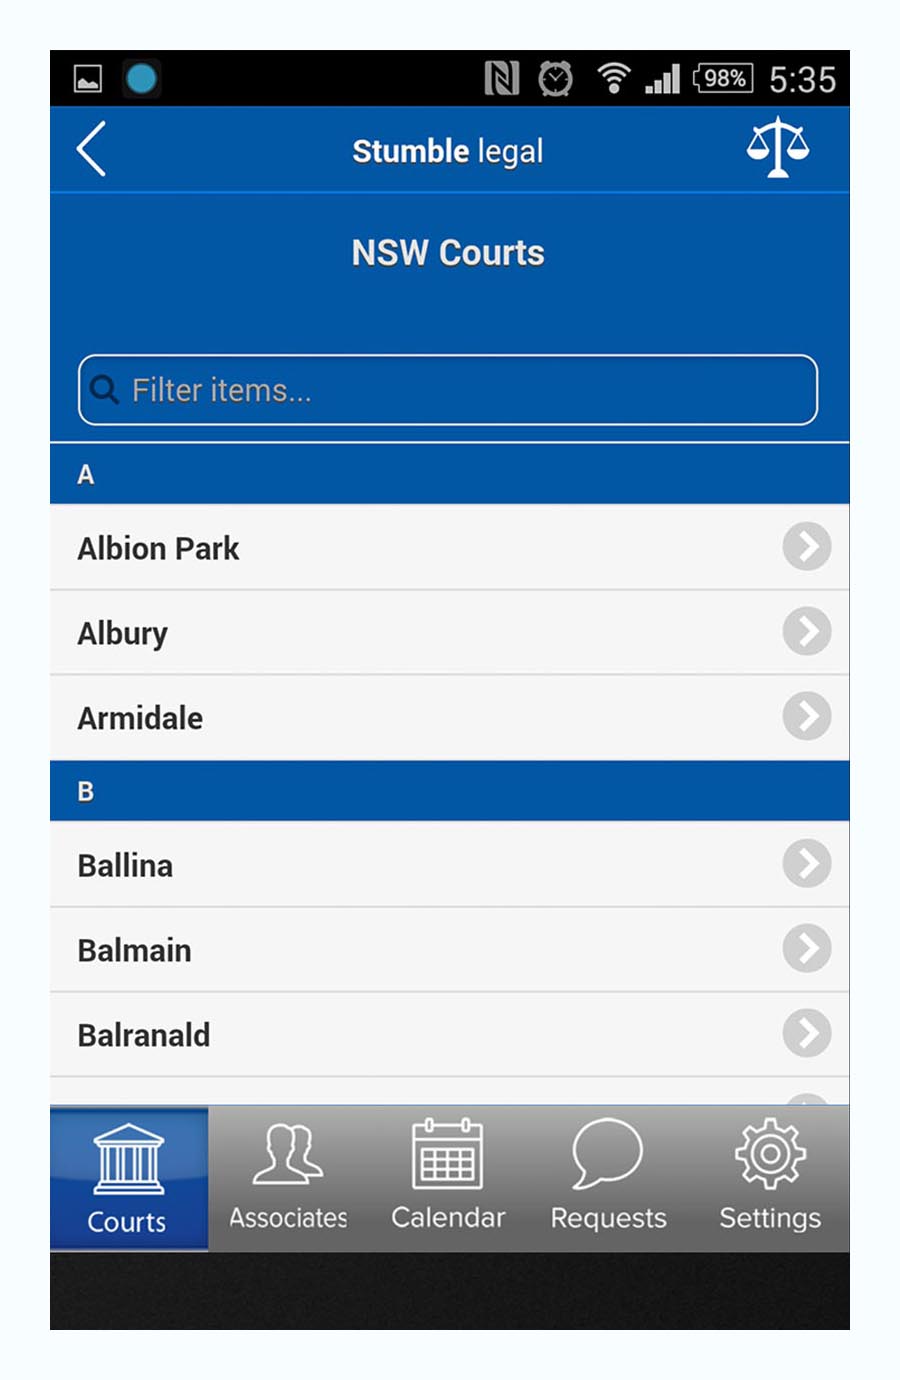 98% 5:35
Stumble legal
NSW Courts
Filter items...
A
Albion Park
Albury
Armidale
B
Ballina
Balmain
Balranald
Courts Associates Calendar Requests Settings